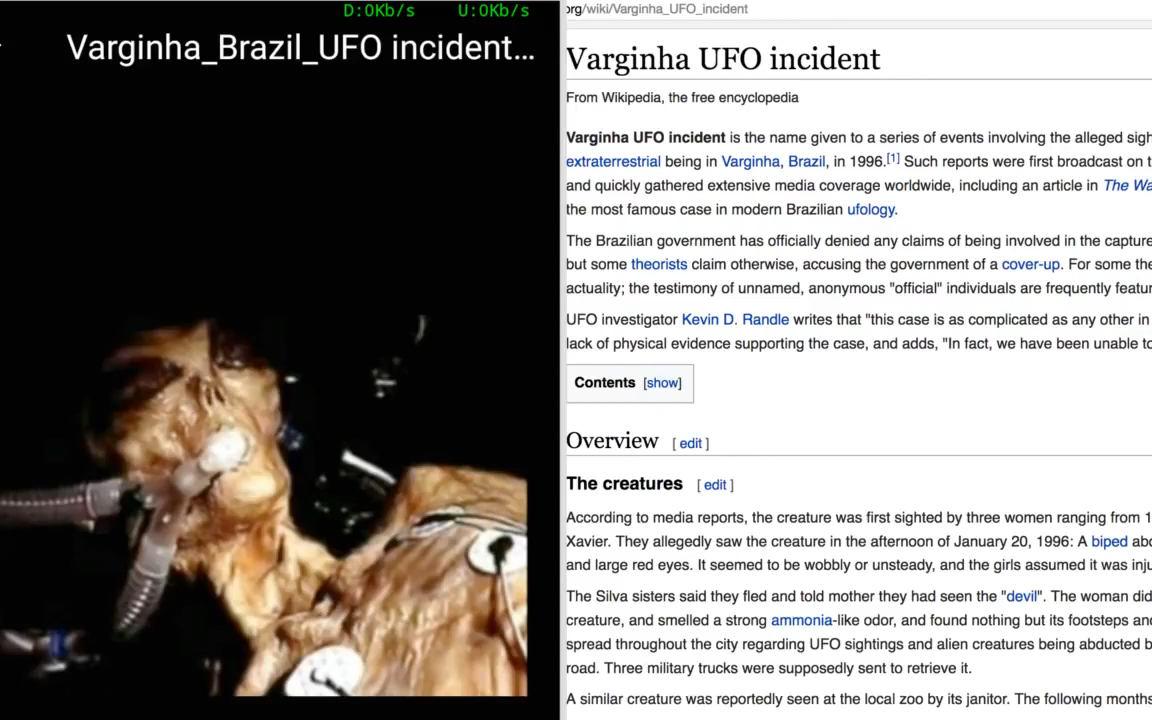 D:0Kb/s U:0Kb/s
Varginha_Brazil_UFO incident...
org/wiki/Varginha_UFO_incident
Varginha UFO incident
From Wikipedia, the free encyclopedia
Varginha UFO incident is the name given to a series of events involving the alleged sigh
extraterrestrial being in Varginha, Brazil, in 1996.[1] Such reports were first broadcast on t
and quickly gathered extensive media coverage worldwide, including an article in The Wa
the most famous case in modern Brazilian ufology.
The Brazilian government has officially denied any claims of being involved in the capture
but some theorists claim otherwise, accusing the government of a cover-up. For some the
actuality; the testimony of unnamed, anonymous "official" individuals are frequently featur
UFO investigator Kevin D. Randle writes that "this case is as complicated as any other in
lack of physical evidence supporting the case, and adds, "In fact, we have been unable to
Contents [show]
Overview [ edit ]
The creatures [ edit ]
According to media reports, the creature was first sighted by three women ranging from 1
Xavier. They allegedly saw the creature in the afternoon of January 20, 1996: A biped abo
and large red eyes. It seemed to be wobbly or unsteady, and the girls assumed it was inju
The Silva sisters said they fled and told mother they had seen the "devil". The woman did
creature, and smelled a strong ammonia-like odor, and found nothing but its footsteps and
spread throughout the city regarding UFO sightings and alien creatures being abducted b
road. Three military trucks were supposedly sent to retrieve it.
A similar creature was reportedly seen at the local zoo by its janitor. The following months